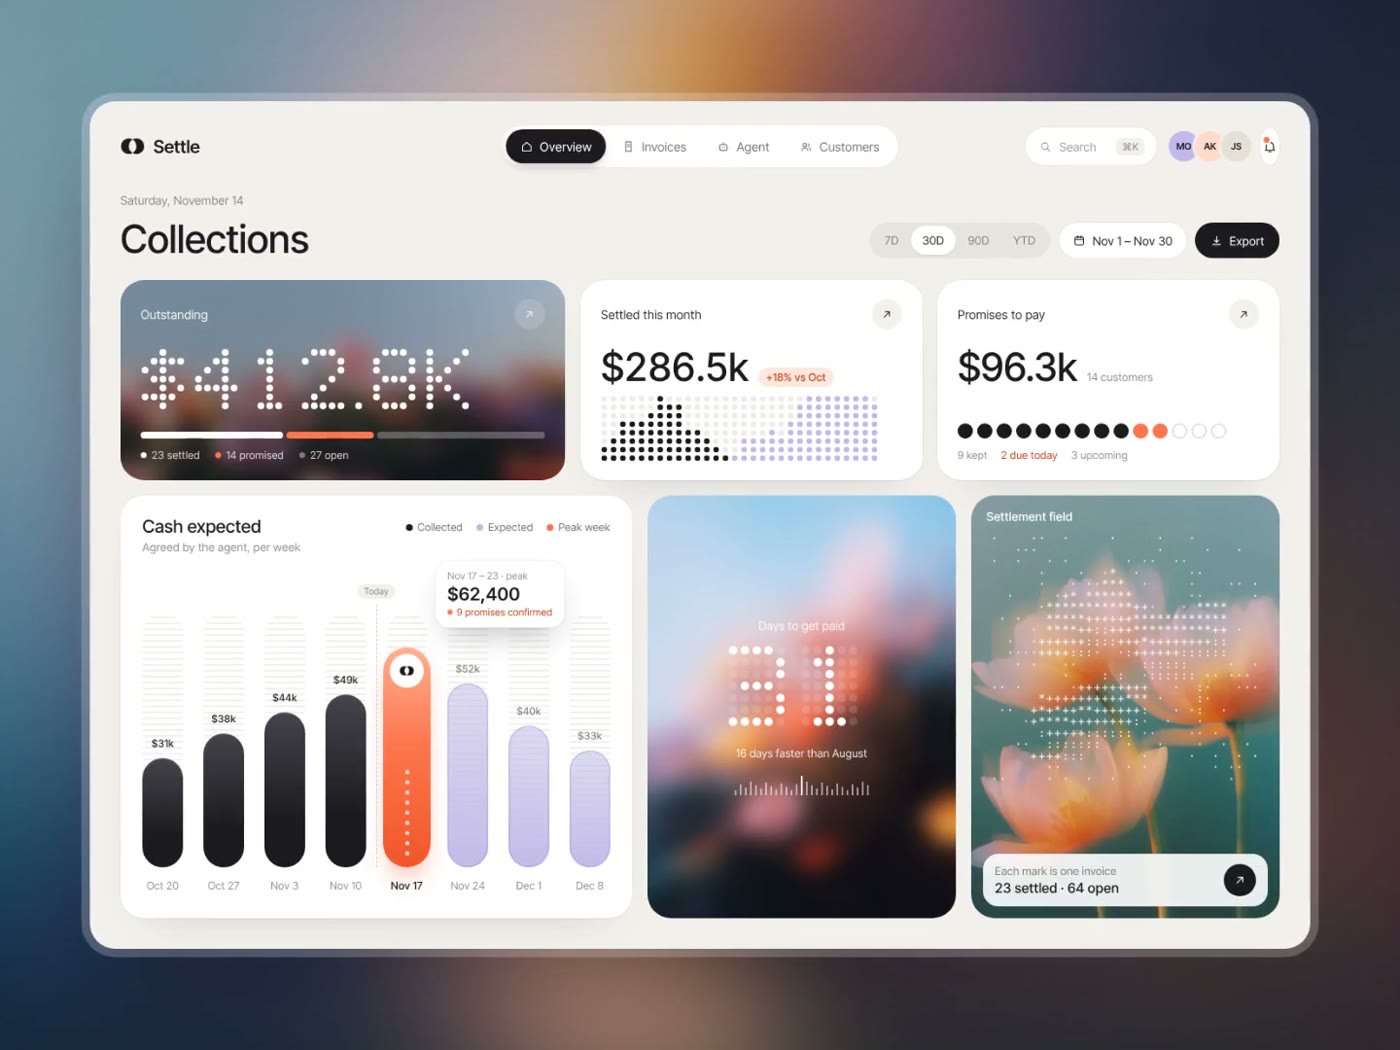 Settle
Overview
Invoices
Agent
Customers
Search
⌘K
MO
AK
JS
Saturday, November 14
Collections
7D
30D
90D
YTD
Nov 1 – Nov 30
Export
Outstanding
$412.8K
23 settled
14 promised
27 open
Settled this month
$286.5k
+18% vs Oct
Promises to pay
$96.3k
14 customers
9 kept
2 due today
3 upcoming
Cash expected
Agreed by the agent, per week
Collected
Expected
Peak week
Today
Nov 17 – 23 · peak
$62,400
9 promises confirmed
$31k
$38k
$44k
$49k
$52k
$40k
$33k
Oct 20
Oct 27
Nov 3
Nov 10
Nov 17
Nov 24
Dec 1
Dec 8
Days to get paid
31
16 days faster than August
Settlement field
Each mark is one invoice
23 settled · 64 open